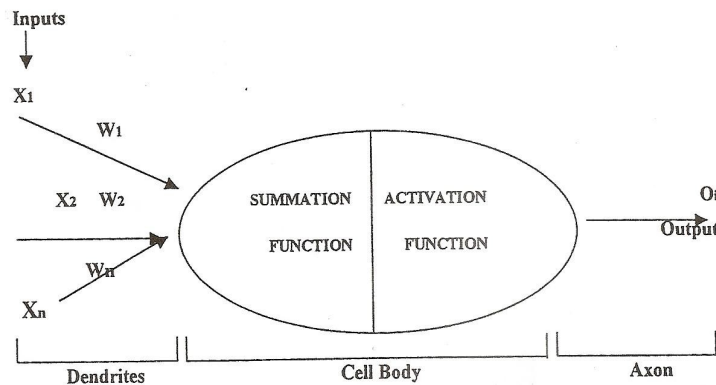 Inputs
X1
W1
X2 W2
SUMMATION ACTIVATION
FUNCTION FUNCTION
Output
Wn
Xn
Dendrites Cell Body Axon